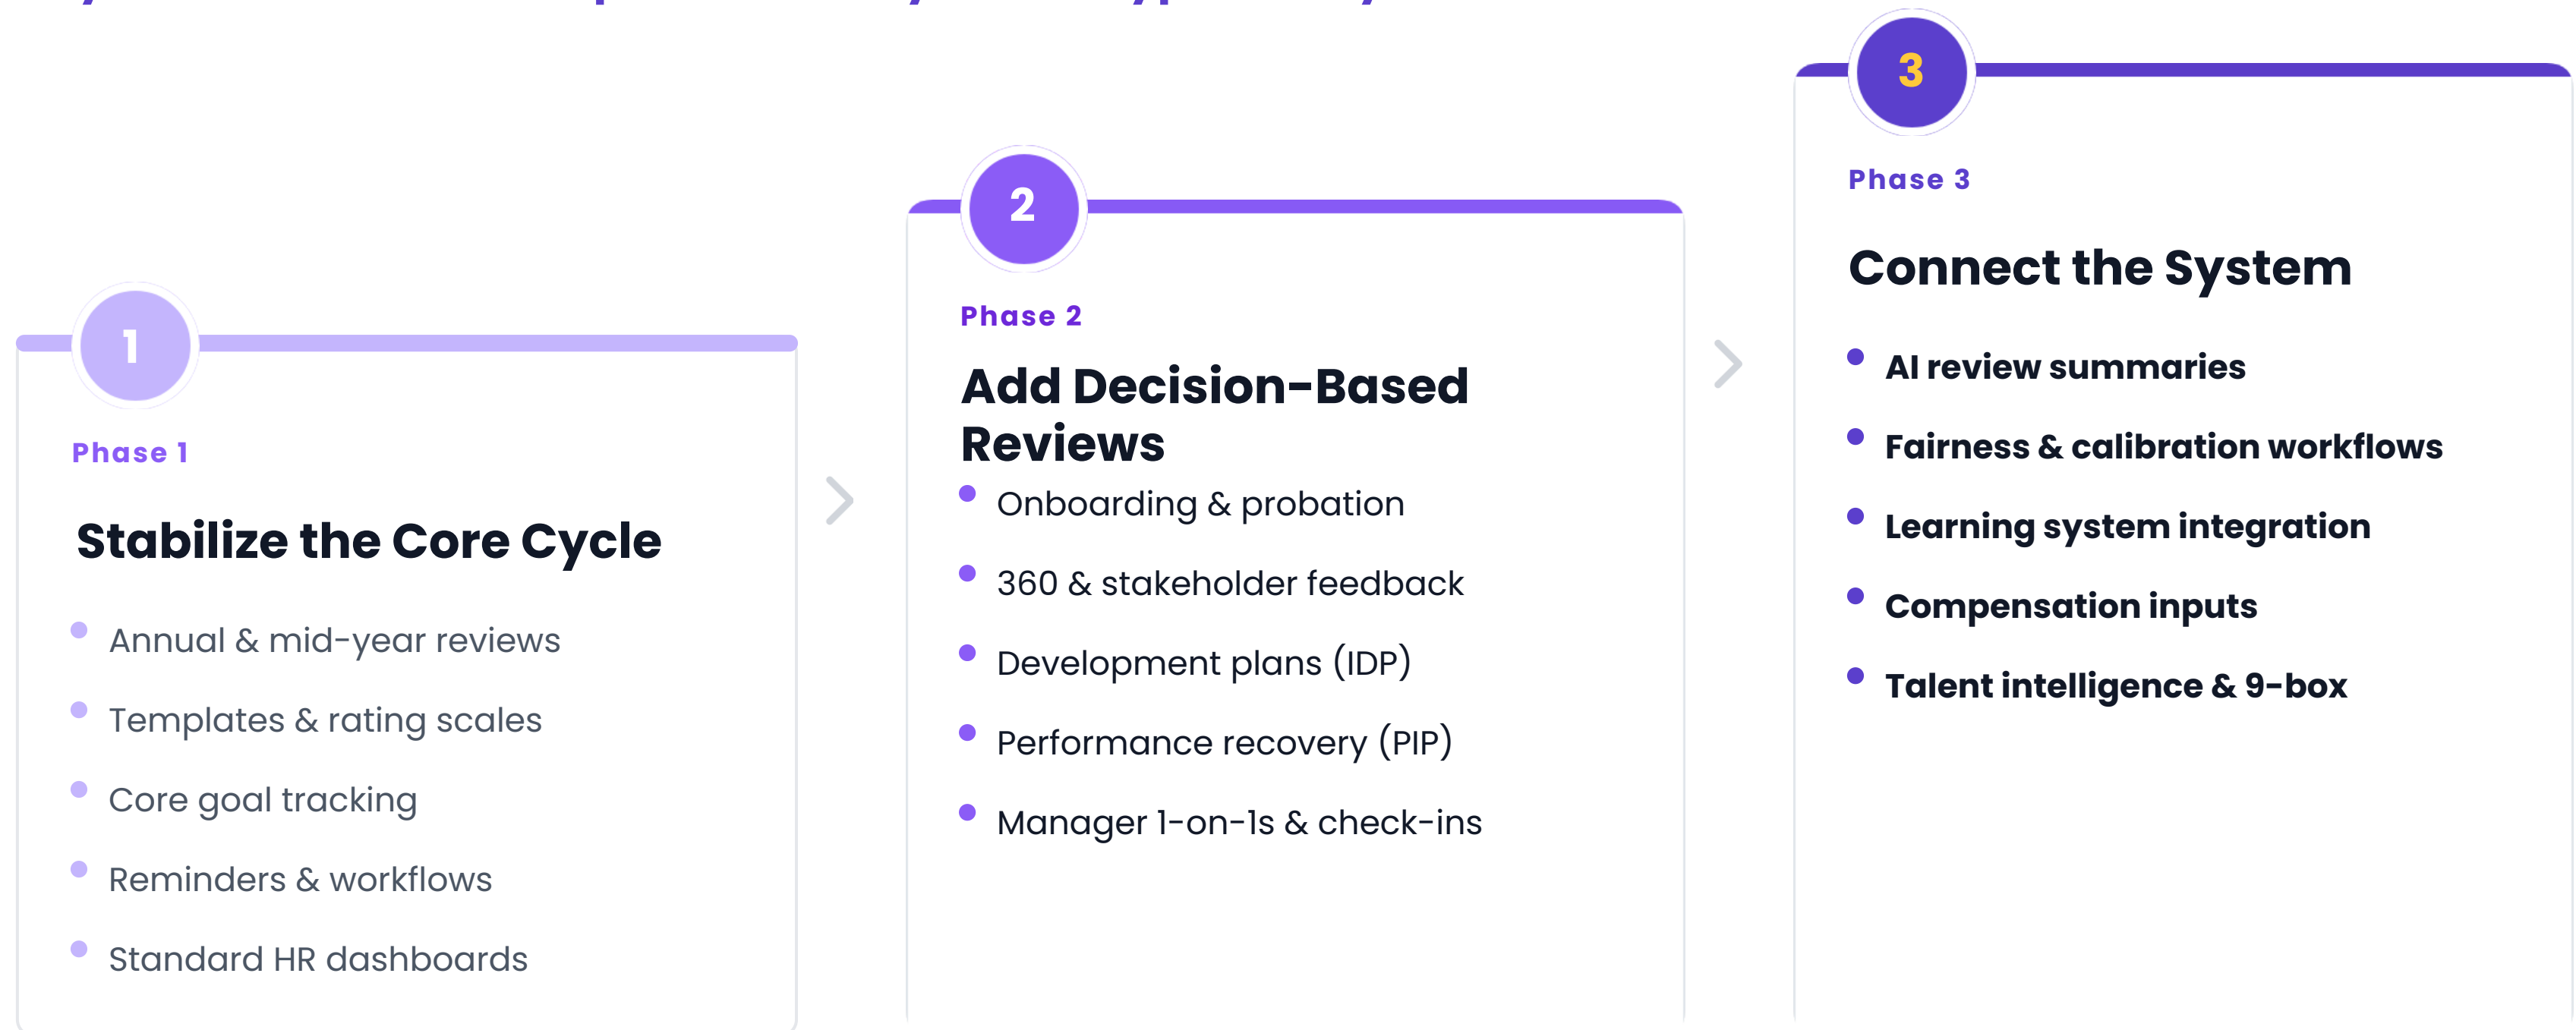 1
Phase 1
Stabilize the Core Cycle
Annual & mid-year reviews
Templates & rating scales
Core goal tracking
Reminders & workflows
Standard HR dashboards
2
Phase 2
Add Decision-Based
Reviews
Onboarding & probation
360 & stakeholder feedback
Development plans (IDP)
Performance recovery (PIP)
Manager 1-on-1s & check-ins
3
Phase 3
Connect the System
AI review summaries
Fairness & calibration workflows
Learning system integration
Compensation inputs
Talent intelligence & 9-box